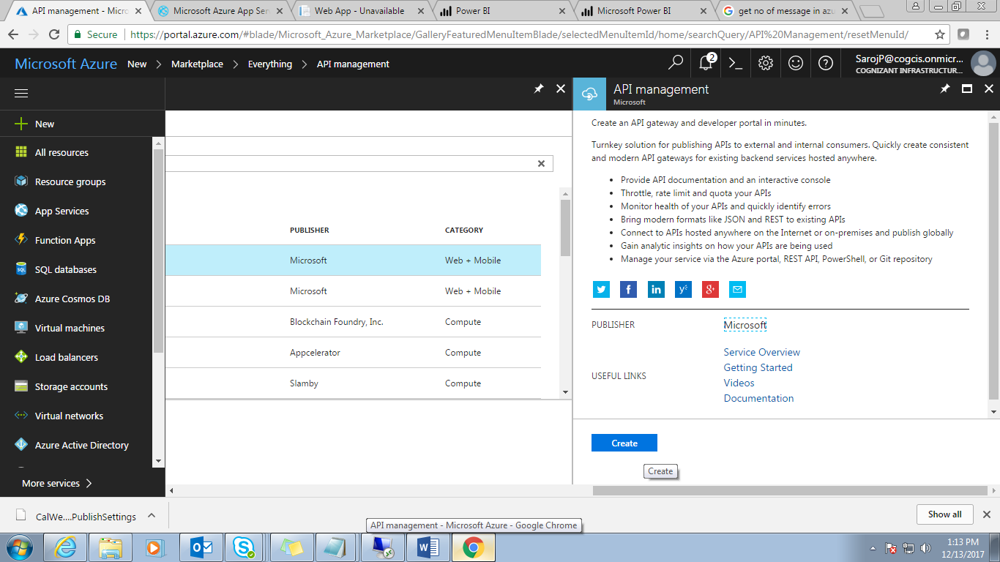 API management - Micro
Microsoft Azure App Ser
Web App - Unavailable
Power BI
Microsoft Power BI
get no of message in azu
Secure
https://portal.azure.com/#blade/Microsoft_Azure_Marketplace/GalleryFeaturedMenuItemBlade/selectedMenuItemId/home/searchQuery/API%20Management/resetMenuId/
Microsoft Azure New > Marketplace > Everything > API management
2
SarojP@cogcis.onmicr...
COGNIZANT INFRASTRUCTUR...
New
All resources
Resource groups
App Services
Function Apps
SQL databases
Azure Cosmos DB
Virtual machines
Load balancers
Storage accounts
Virtual networks
Azure Active Directory
More services >
PUBLISHER CATEGORY
Microsoft Web + Mobile
Microsoft Web + Mobile
Blockchain Foundry, Inc. Compute
Appcelerator Compute
Slamby Compute
API management
Microsoft
Create an API gateway and developer portal in minutes.
Turnkey solution for publishing APIs to external and internal consumers. Quickly create consistent
and modern API gateways for existing backend services hosted anywhere.
• Provide API documentation and an interactive console
• Throttle, rate limit and quota your APIs
• Monitor health of your APIs and quickly identify errors
• Bring modern formats like JSON and REST to existing APIs
• Connect to APIs hosted anywhere on the Internet or on-premises and publish globally
• Gain analytic insights on how your APIs are being used
• Manage your service via the Azure portal, REST API, PowerShell, or Git repository
PUBLISHER
Microsoft
USEFUL LINKS
Service Overview
Getting Started
Videos
Documentation
Create
Create
CalWe....PublishSettings
Show all
API management - Microsoft Azure - Google Chrome
1:13 PM
12/13/2017